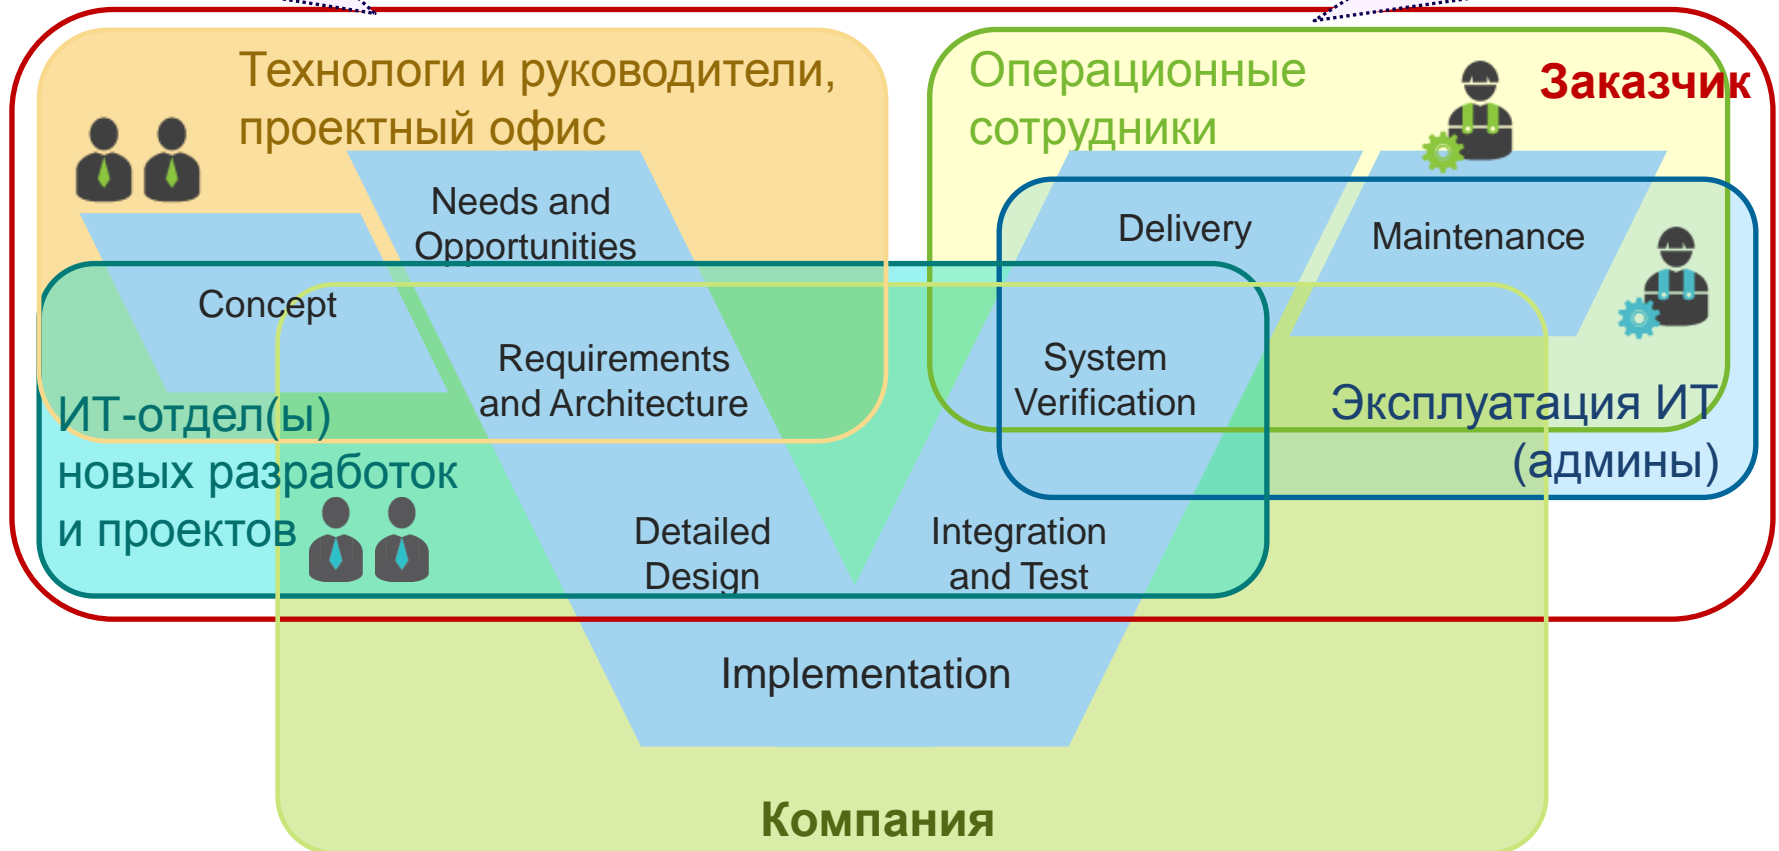 Технологи и руководители,
проектный офис
Операционные
сотрудники
Заказчик
Needs and
Opportunities
Delivery
Maintenance
Concept
Requirements
and Architecture
System
Verification
ИТ-отдел(ы)
новых разработок
и проектов
Эксплуатация ИТ
(админы)
Detailed
Design
Integration
and Test
Implementation
Компания